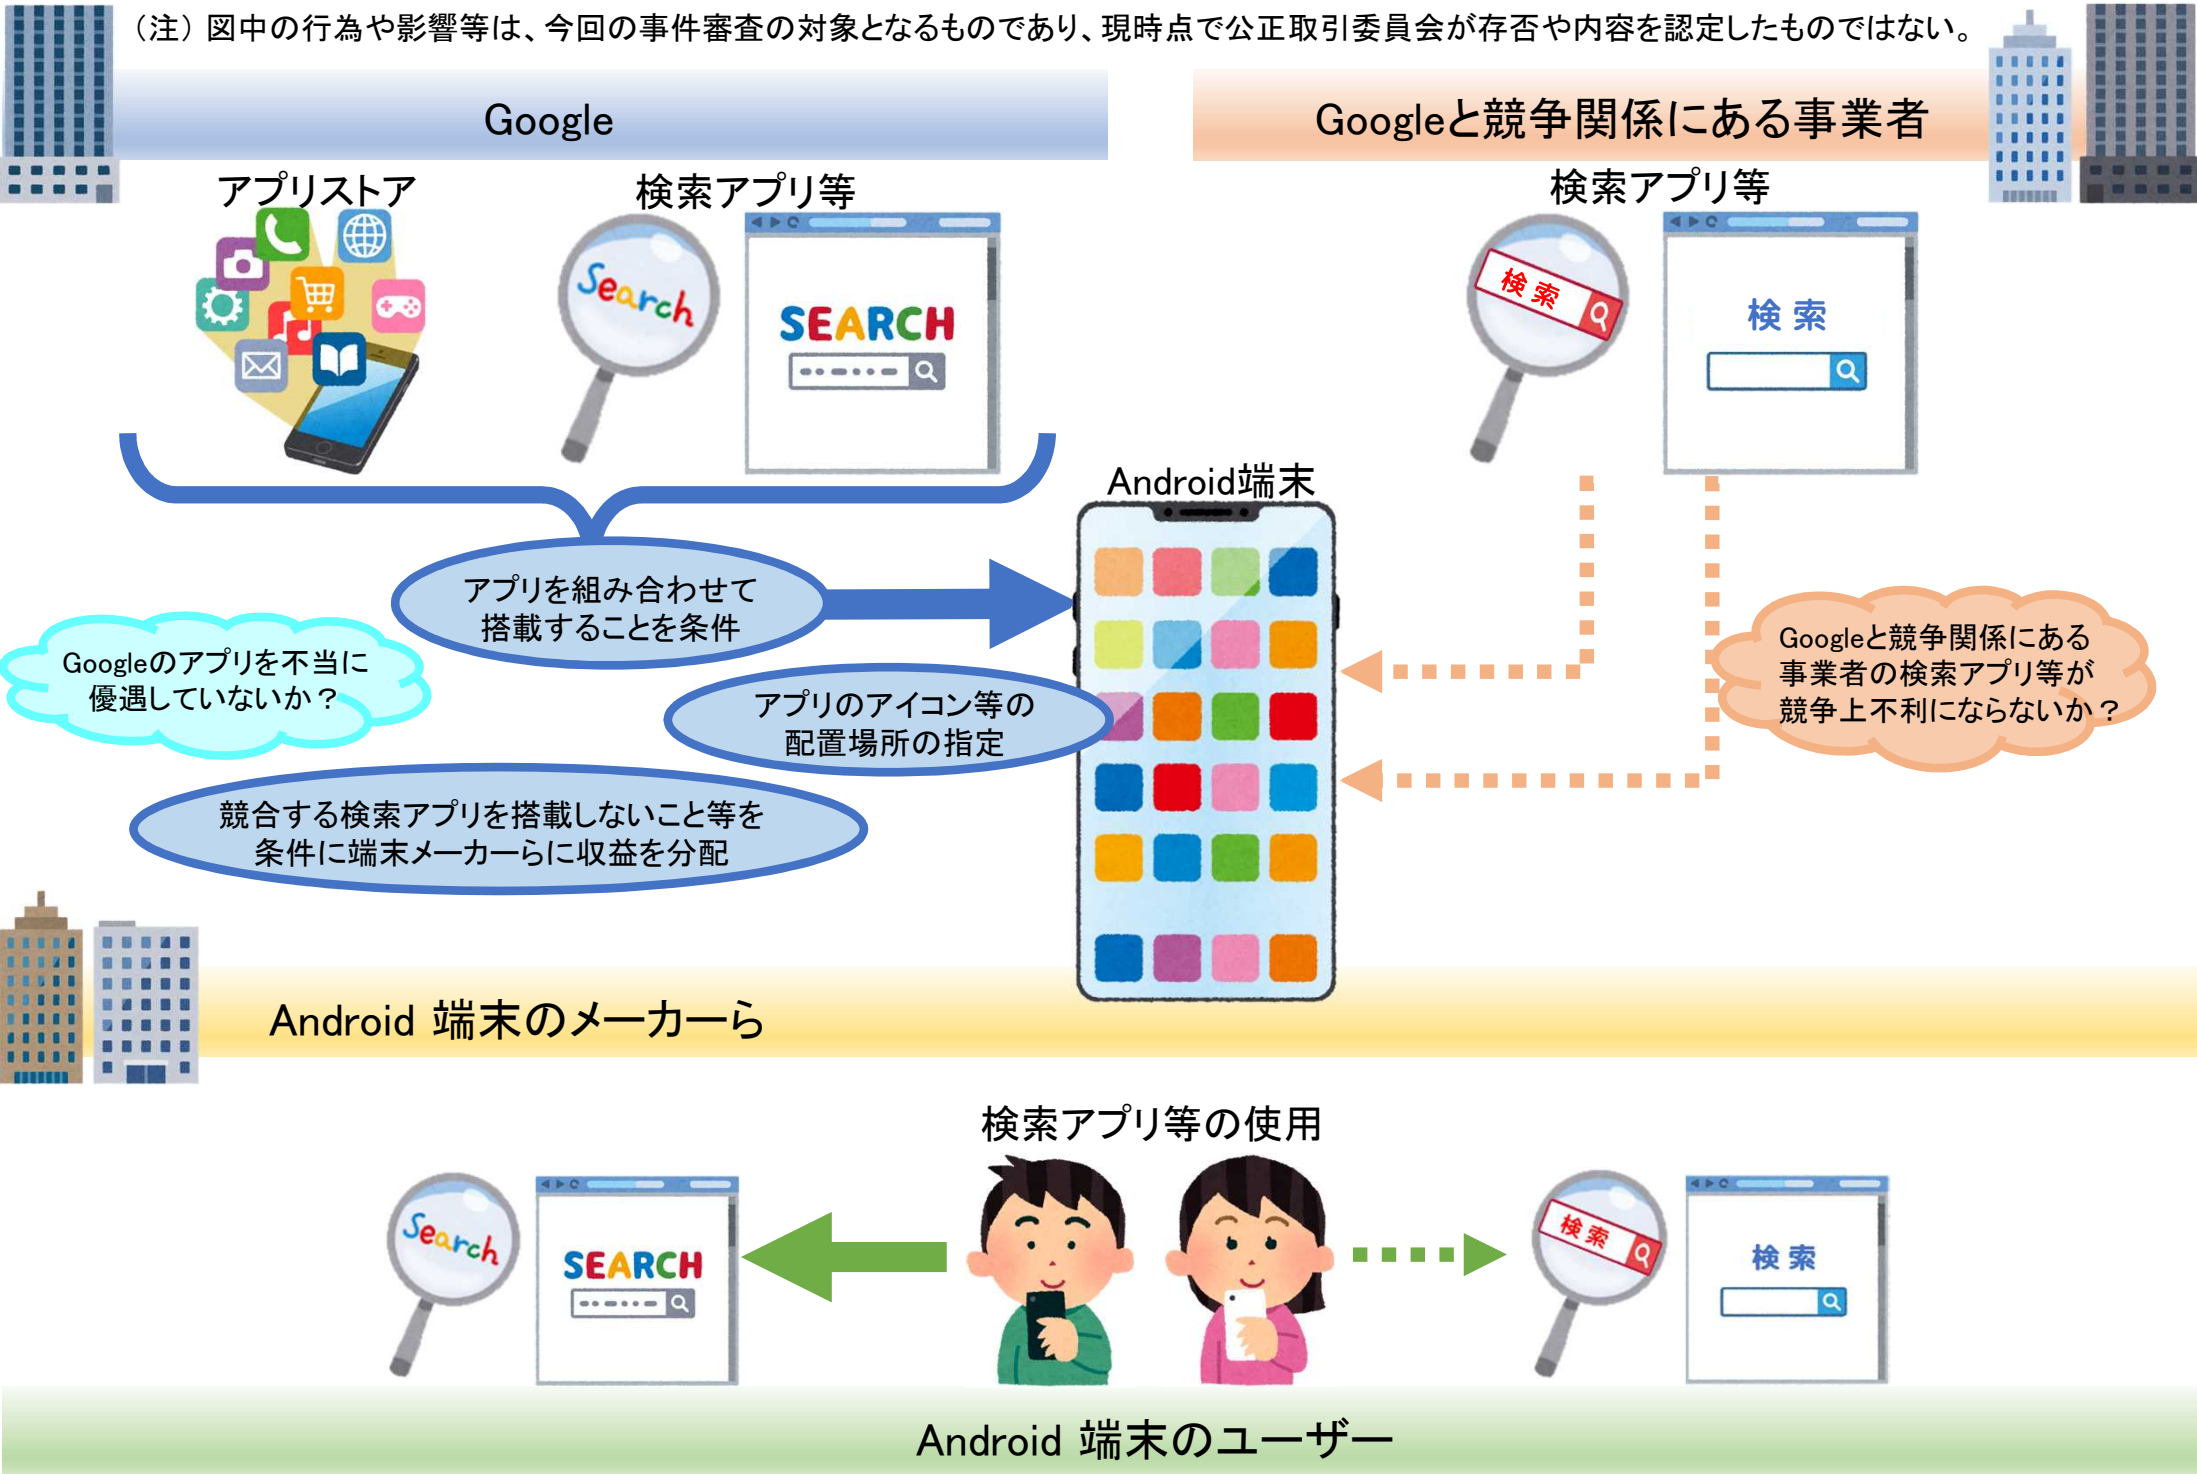 （注） 図中の行為や影響等は、今回の事件審査の対象となるものであり、現時点で公正取引委員会が存否や内容を認定したものではない。
Google
Googleと競争関係にある事業者
アプリストア
検索アプリ等
検索アプリ等
Search
SEARCH
検索
検索
Android端末
アプリを組み合わせて
搭載することを条件
Googleのアプリを不当に
優遇していないか？
Googleと競争関係にある
事業者の検索アプリ等が
競争上不利にならないか？
アプリのアイコン等の
配置場所の指定
競合する検索アプリを搭載しないこと等を
条件に端末メーカーらに収益を分配
Android 端末のメーカーら
検索アプリ等の使用
Search
SEARCH
検索
検索
Android 端末のユーザー